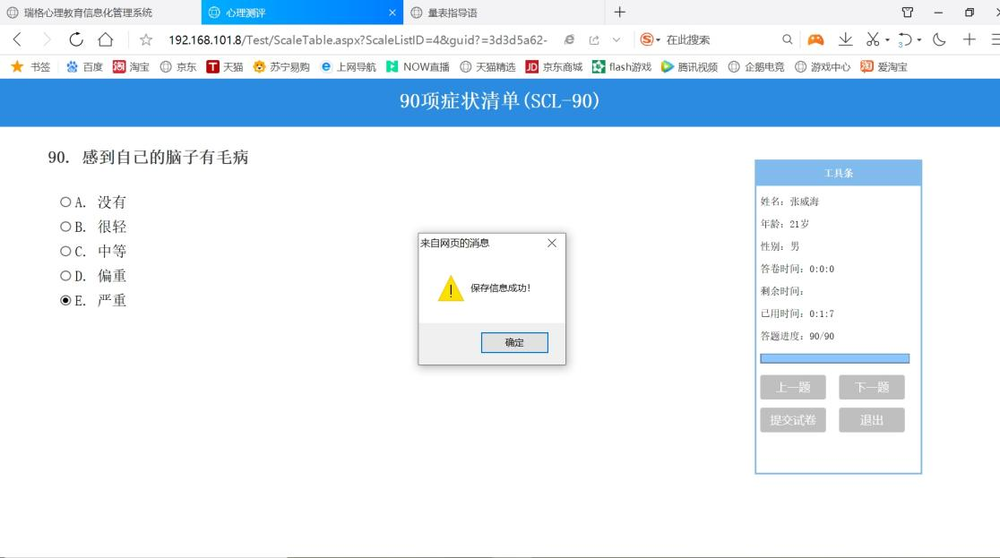 瑞格心理教育信息化管理系统
心理测评
量表指导语
192.168.101.8/Test/ScaleTable.aspx?ScaleListID=4&guid?=3d3d5a62-
在此搜索
书签
百度
淘宝
京东
天猫
苏宁易购
上网导航
NOW直播
天猫精选
京东商城
flash游戏
腾讯视频
企鹅电竞
游戏中心
爱淘宝
90项症状清单(SCL-90)
90. 感到自己的脑子有毛病
A. 没有
B. 很轻
C. 中等
D. 偏重
E. 严重
来自网页的消息
保存信息成功!
确定
工具条
姓名: 张威海
年龄: 21岁
性别: 男
答卷时间: 0:0:0
剩余时间:
已用时间: 0:1:7
答题进度: 90/90
上一题
下一题
提交试卷
退出